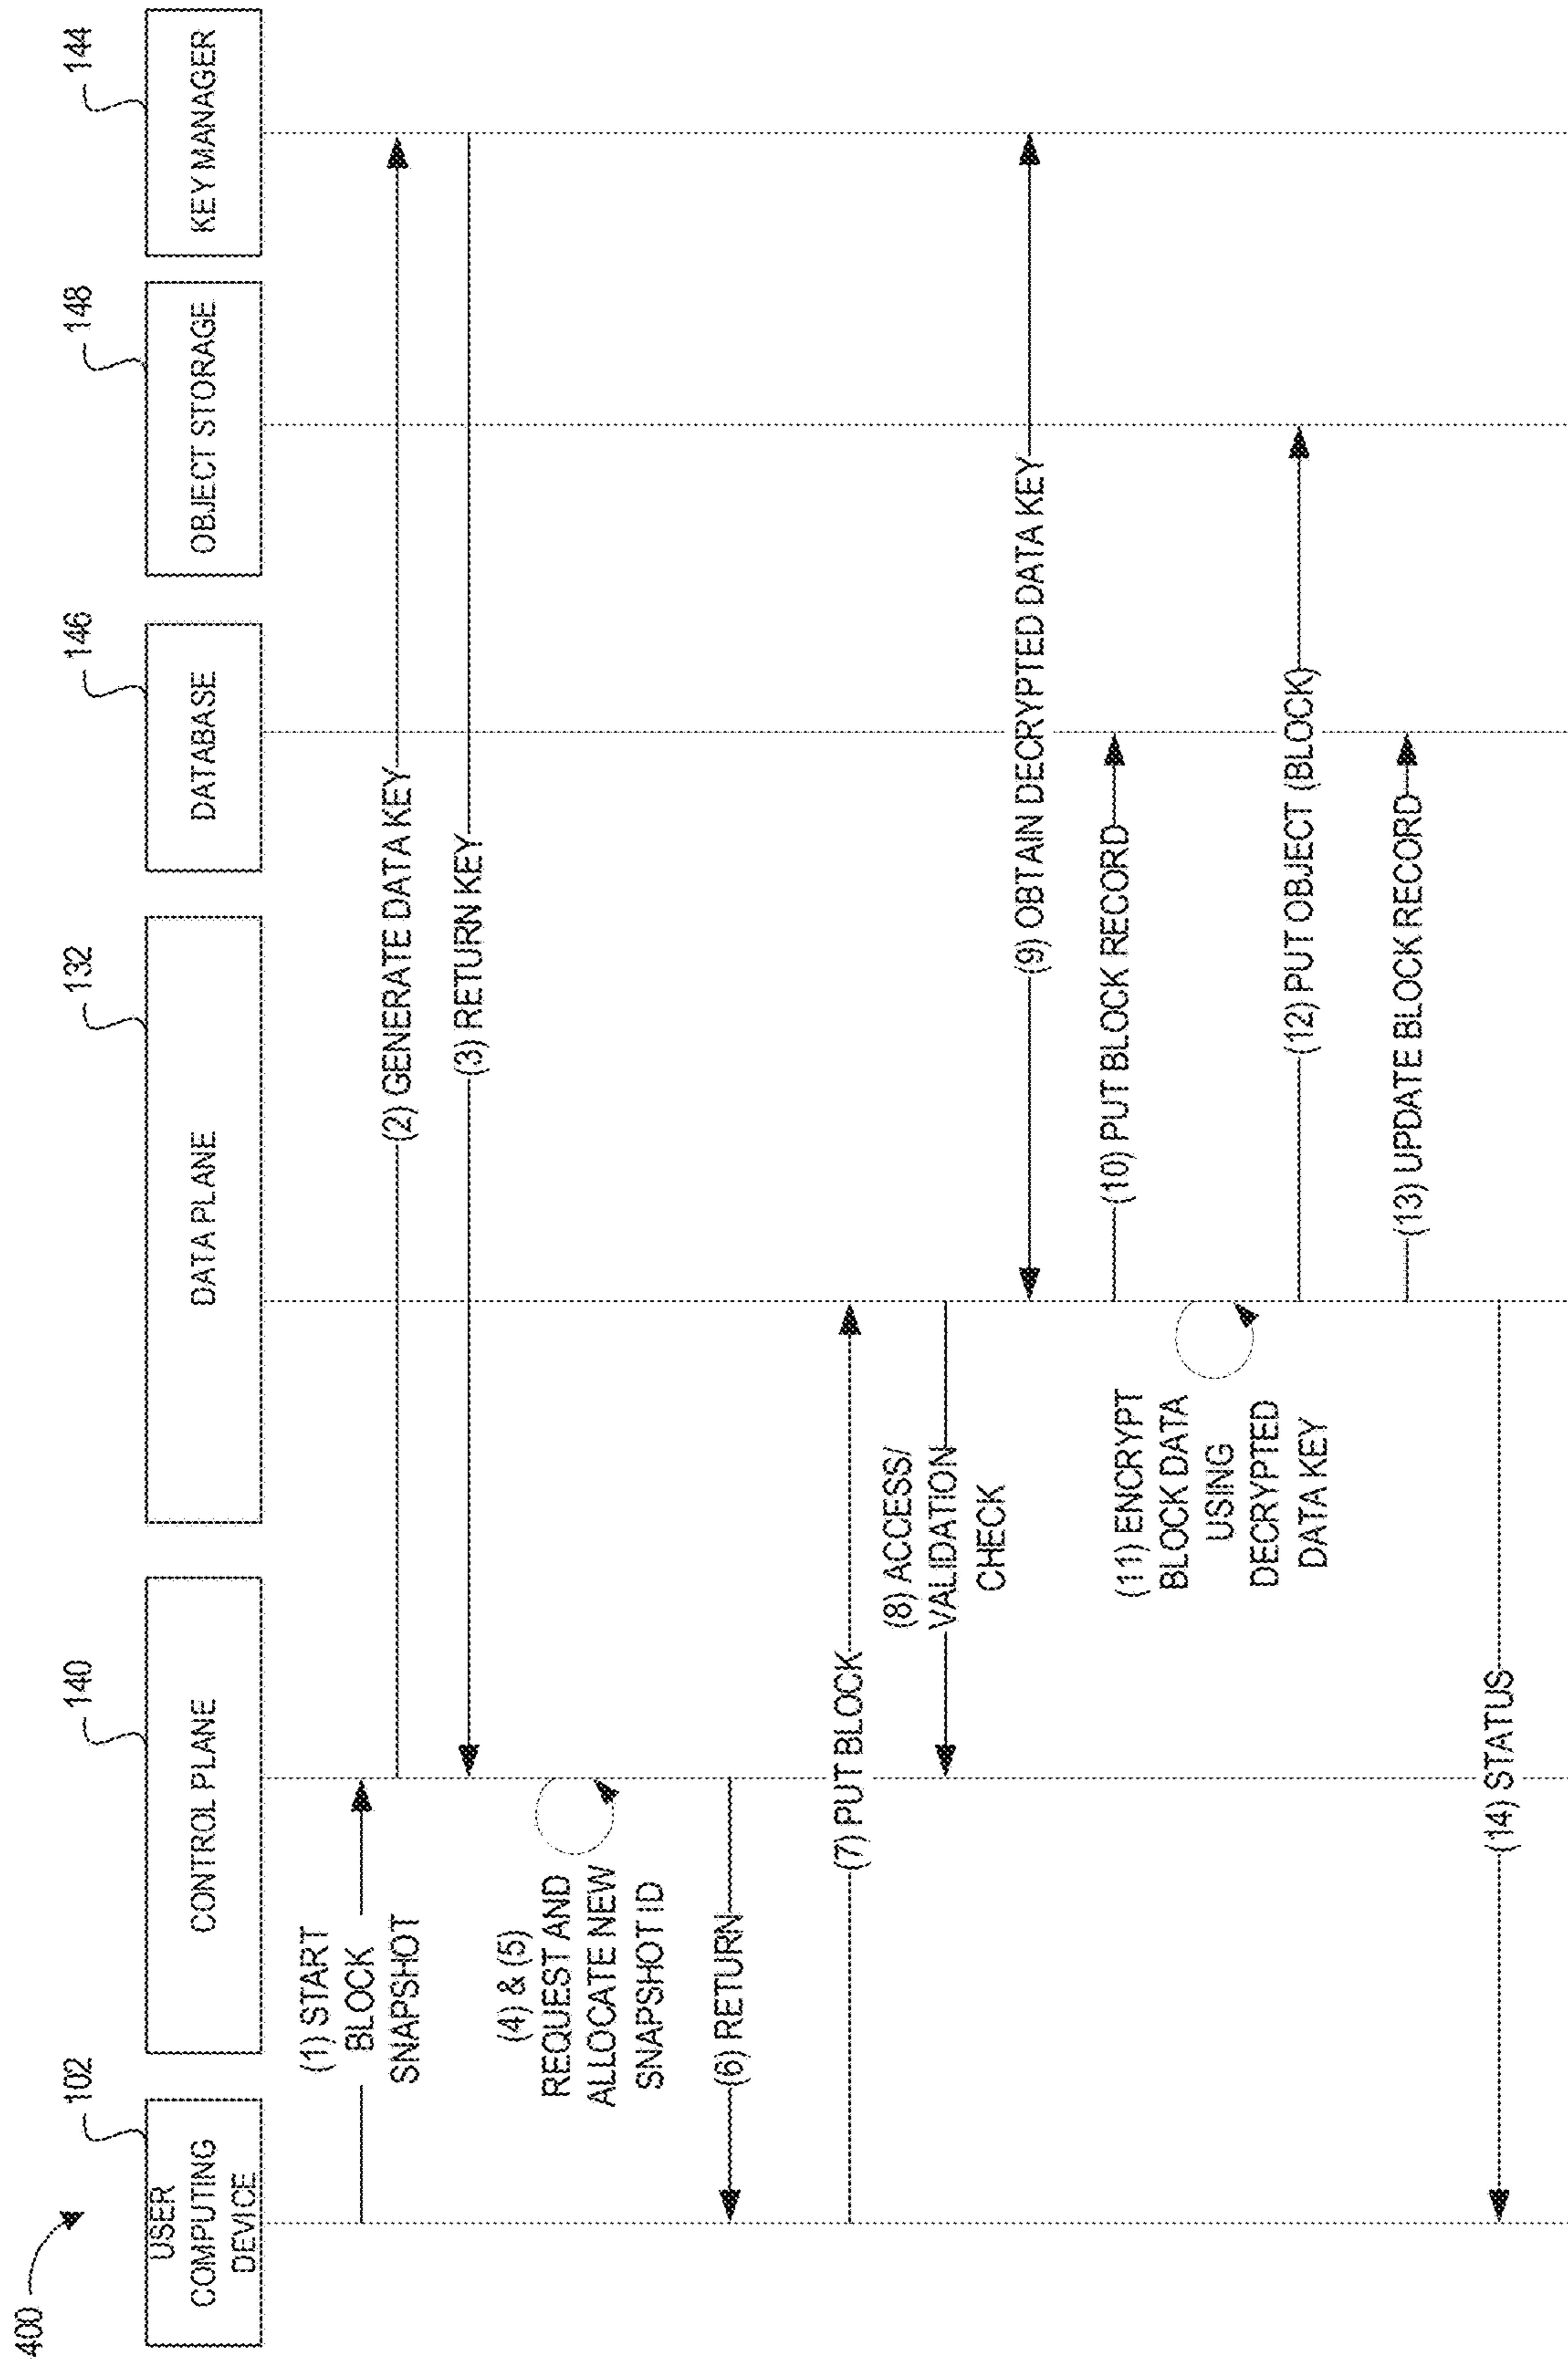 400
102
140
132
146
148
144
USER
COMPUTING
DEVICE
CONTROL PLANE
DATA PLANE
DATABASE
OBJECT STORAGE
KEY MANAGER
(1) START
BLOCK
SNAPSHOT
(2) GENERATE DATA KEY
(3) RETURN KEY
(4) & (5)
REQUEST AND
ALLOCATE NEW
SNAPSHOT ID
(6) RETURN
(7) PUT BLOCK
(8) ACCESS/
VALIDATION
CHECK
(9) OBTAIN DECRYPTED DATA KEY
(10) PUT BLOCK RECORD
(11) ENCRYPT
BLOCK DATA
USING
DECRYPTED
DATA KEY
(12) PUT OBJECT (BLOCK)
(13) UPDATE BLOCK RECORD
(14) STATUS